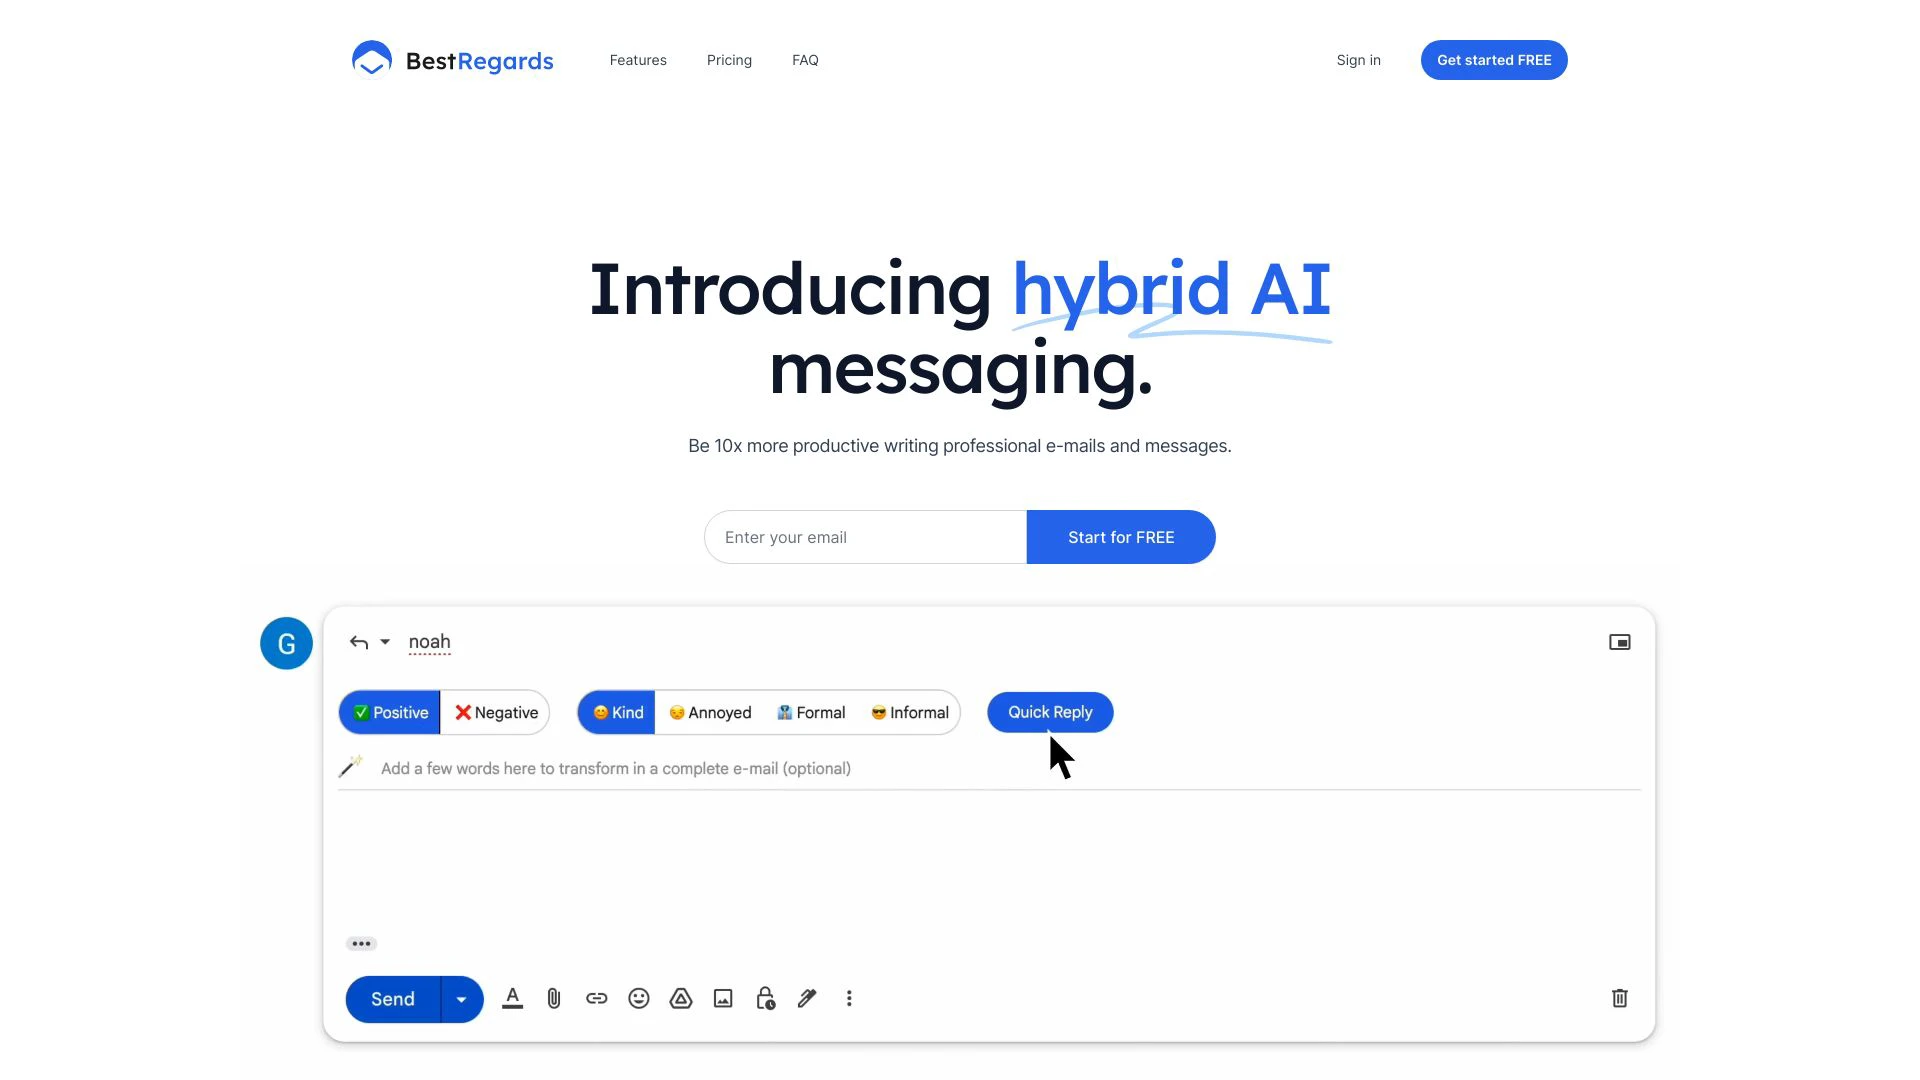 BestRegards Features Pricing FAQ Sign in Get started FREE
Introducing hybrid AI
messaging.
Be 10x more productive writing professional e-mails and messages.
Enter your email Start for FREE
G noah
Positive Negative Kind Annoyed Formal Informal Quick Reply
Add a few words here to transform in a complete e-mail (optional)
Send